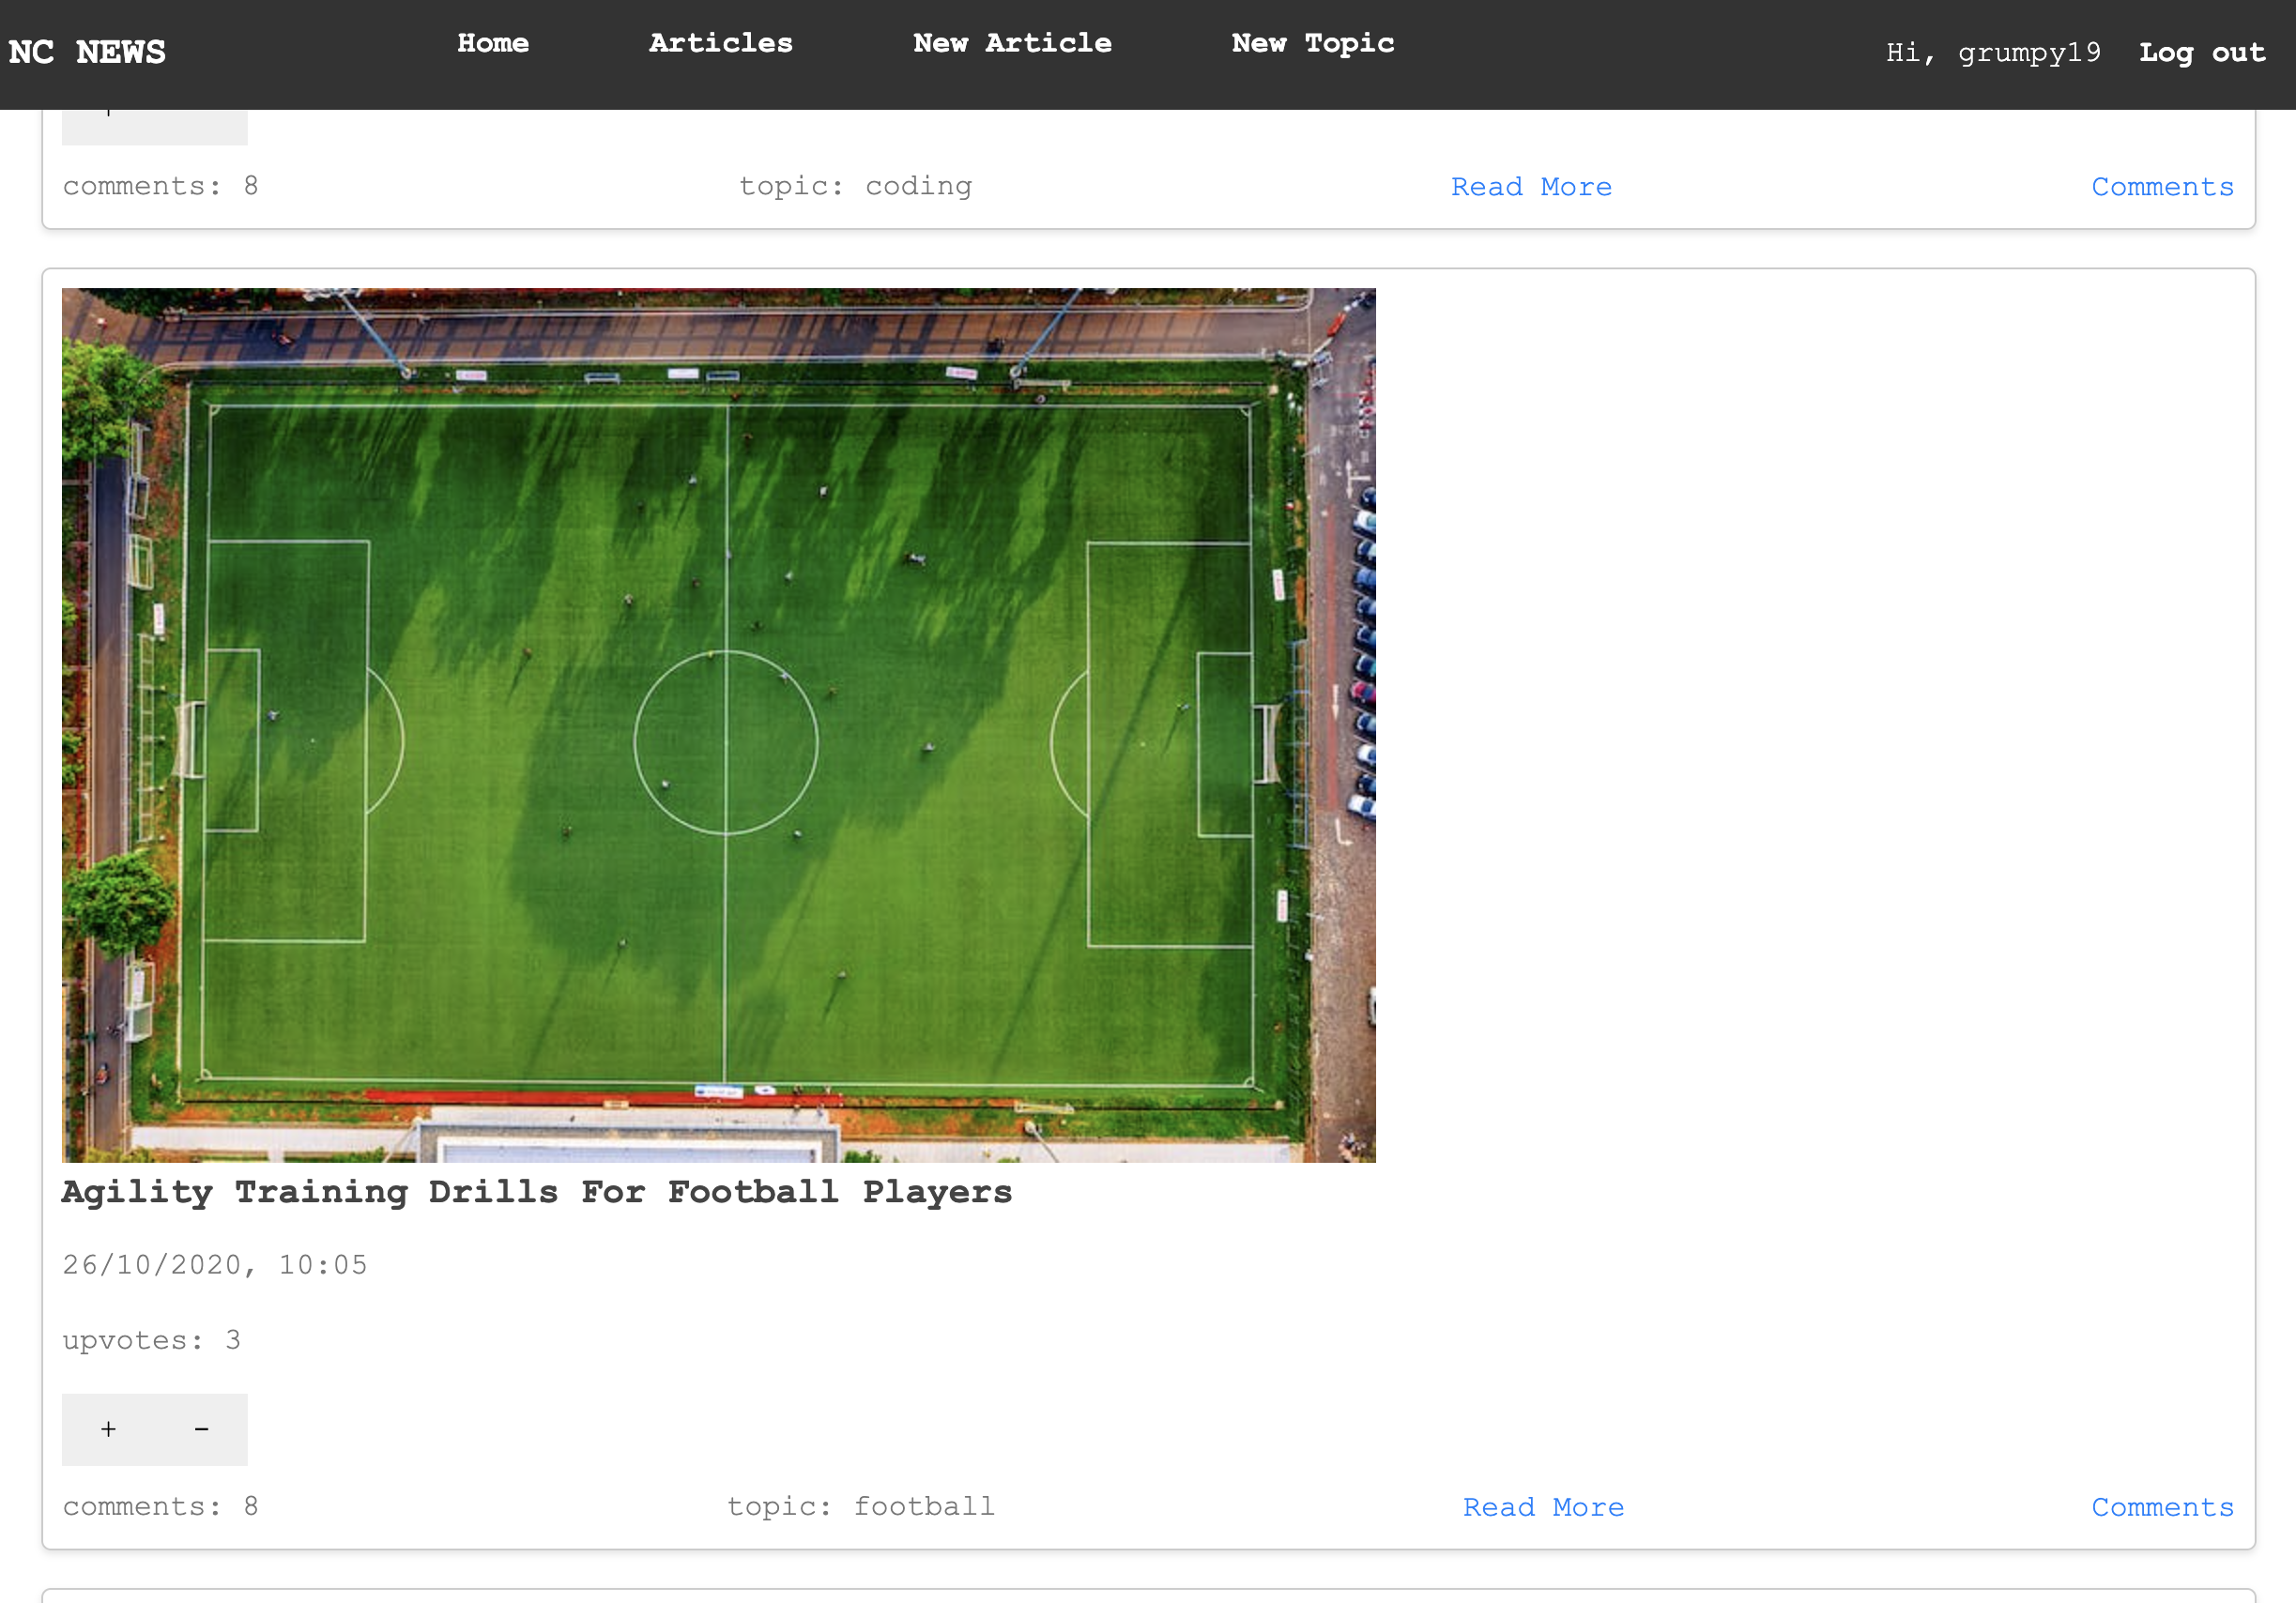 NC NEWS Home Articles New Article New Topic Hi, grumpy19 Log out
comments: 8 topic: coding Read More Comments
Agility Training Drills For Football Players
26/10/2020, 10:05
upvotes: 3
+ -
comments: 8 topic: football Read More Comments